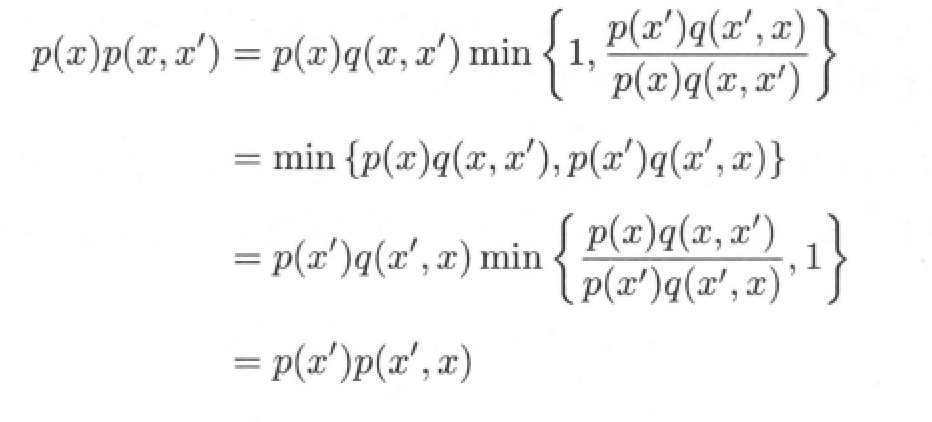 p(x)p(x, x′) = p(x)q(x, x′) min { 1, p(x′)q(x′, x) / p(x)q(x, x′) }
= min {p(x)q(x, x′), p(x′)q(x′, x)}
= p(x′)q(x′, x) min { p(x)q(x, x′) / p(x′)q(x′, x) , 1 }
= p(x′)p(x′, x)